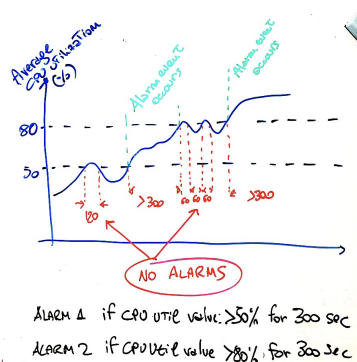 Average
CPU utilization
(%)
Alarm event
occurs
Alarm event
occurs
80
50
120
>300
60 60 60
>300
NO ALARMS
ALARM 1 if CPU util value >50% for 300 sec
ALARM 2 if CPU Util value >80% for 300 sec